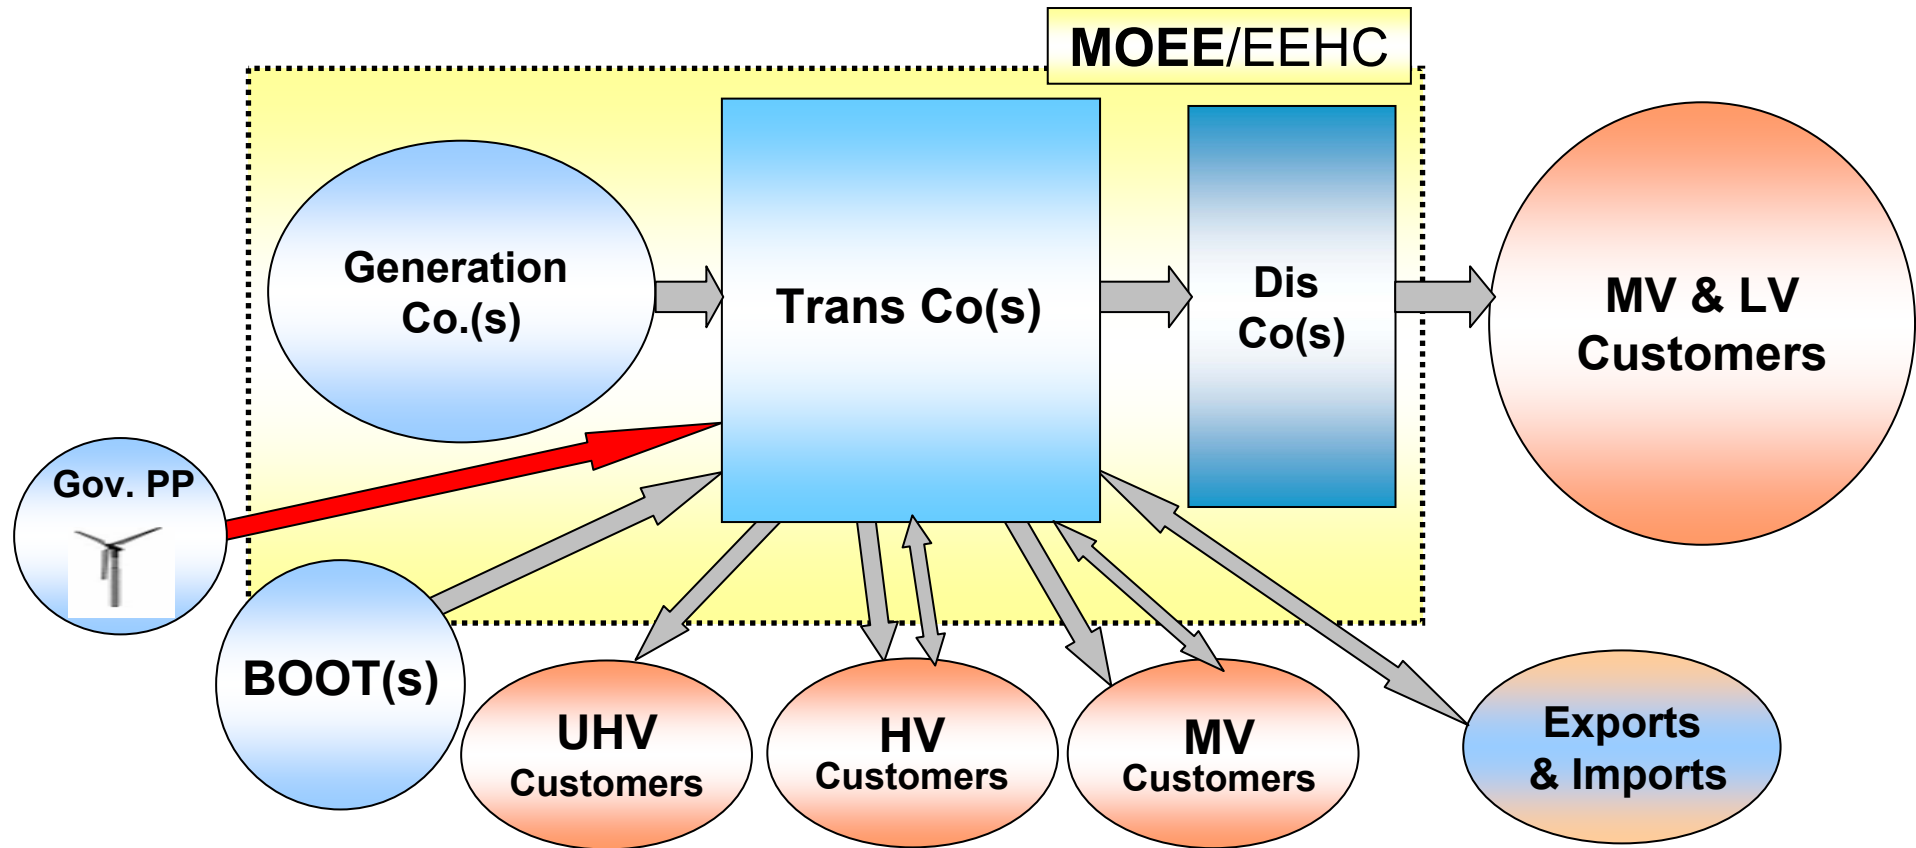 MOEE/EEHC
Generation
Co.(s)
Trans Co(s)
Dis
Co(s)
MV & LV
Customers
Gov. PP
BOOT(s)
UHV
Customers
HV
Customers
MV
Customers
Exports
& Imports